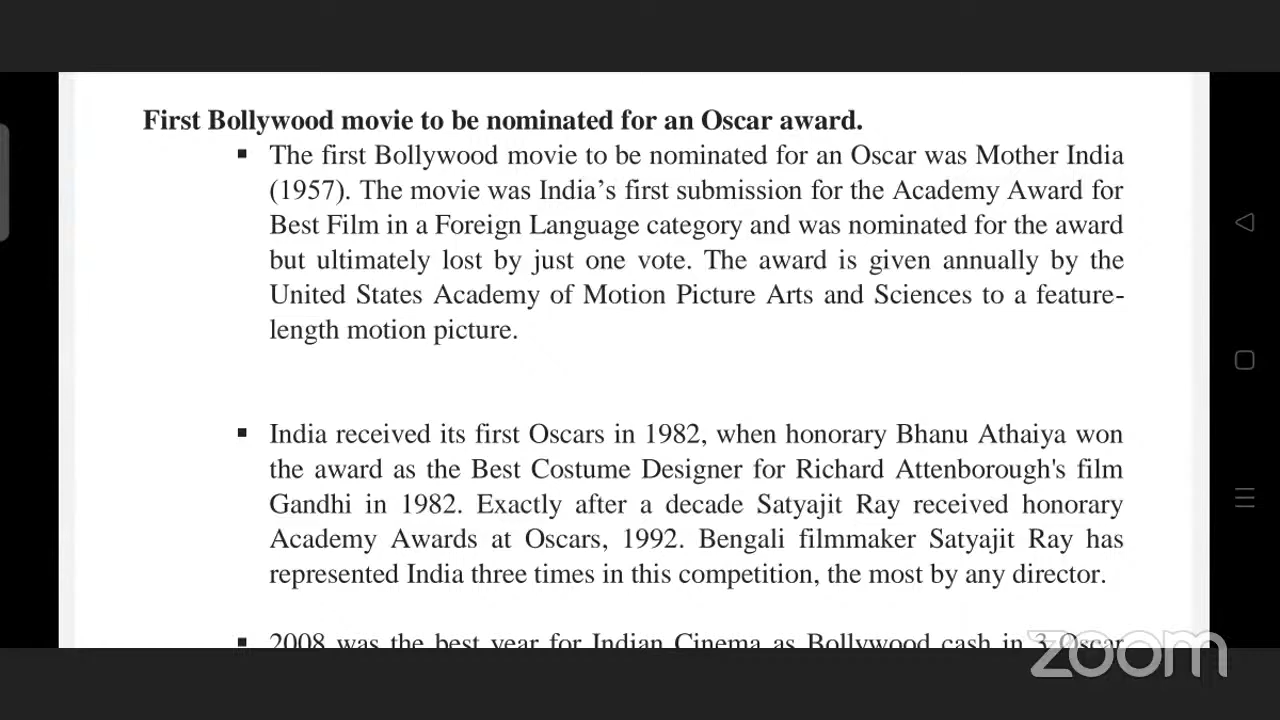 First Bollywood movie to be nominated for an Oscar award.
▪ The first Bollywood movie to be nominated for an Oscar was Mother India
(1957). The movie was India’s first submission for the Academy Award for
Best Film in a Foreign Language category and was nominated for the award
but ultimately lost by just one vote. The award is given annually by the
United States Academy of Motion Picture Arts and Sciences to a feature-
length motion picture.
▪ India received its first Oscars in 1982, when honorary Bhanu Athaiya won
the award as the Best Costume Designer for Richard Attenborough's film
Gandhi in 1982. Exactly after a decade Satyajit Ray received honorary
Academy Awards at Oscars, 1992. Bengali filmmaker Satyajit Ray has
represented India three times in this competition, the most by any director.
▪ 2008 was the best year for Indian Cinema as Bollywood cash in 3 Oscar
zoom